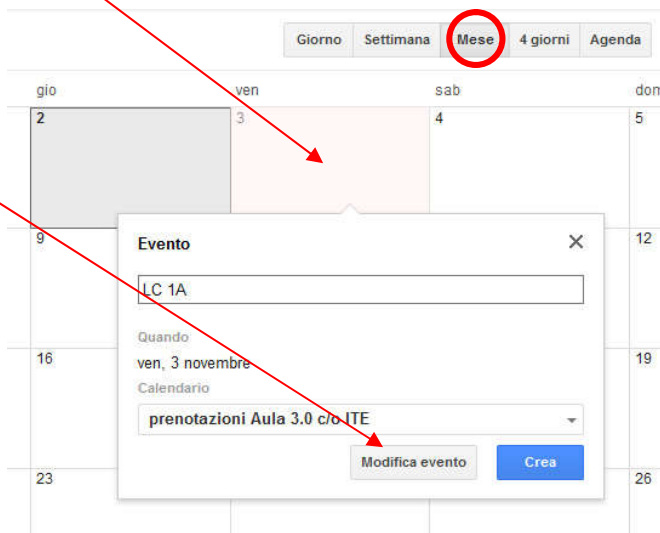 Giorno Settimana Mese 4 giorni Agenda
gio ven sab dom
2 3 4 5
9 12
Evento
LC 1A
Quando
16 19
ven, 3 novembre
Calendario
prenotazioni Aula 3.0 c/o ITE
Modifica evento Crea
23 26